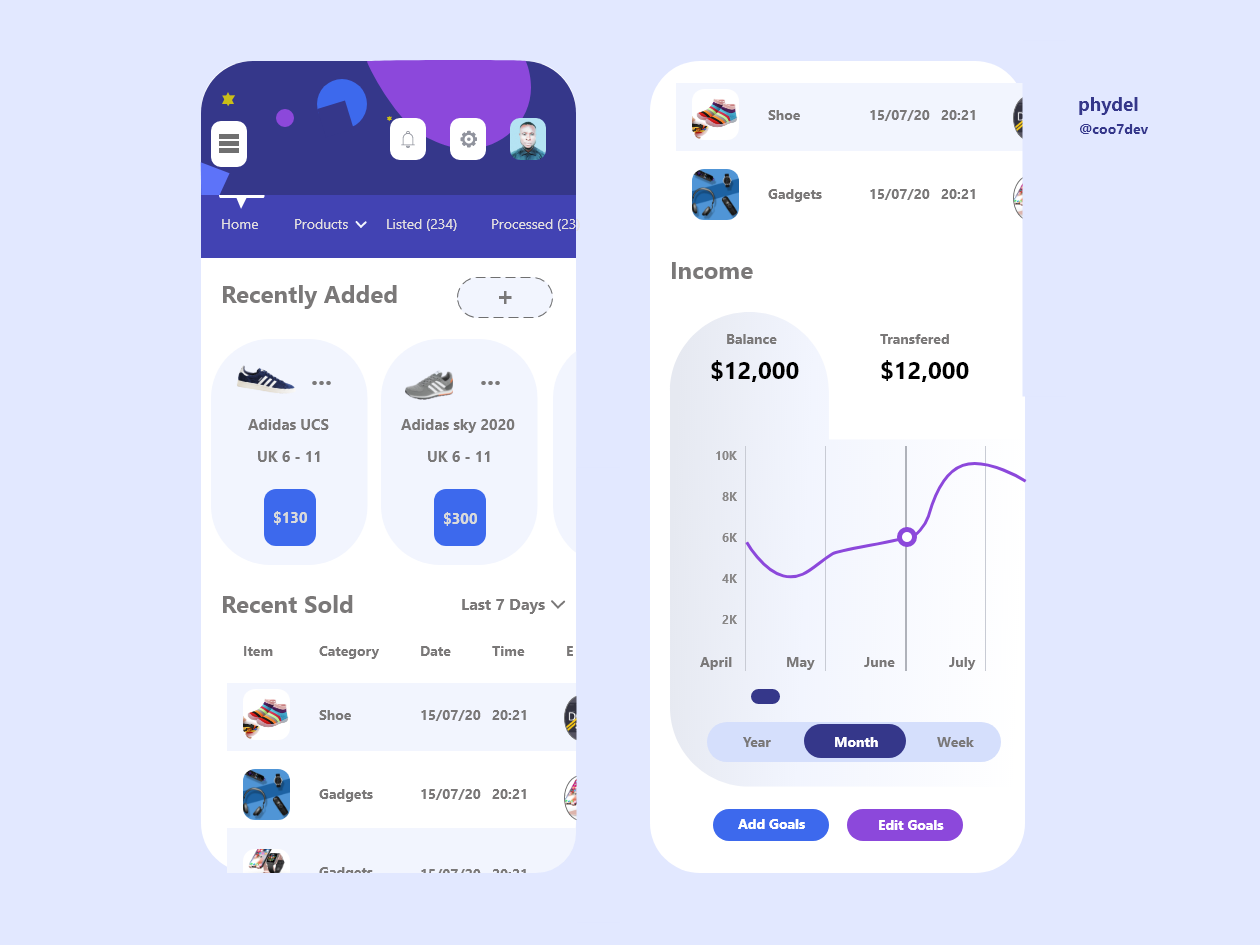 phydel
@coo7dev
Home Products Listed (234) Processed (23
Recently Added +
Adidas UCS
UK 6 - 11
$130
Adidas sky 2020
UK 6 - 11
$300
Recent Sold Last 7 Days
Item Category Date Time E
Shoe 15/07/20 20:21
Gadgets 15/07/20 20:21
Gadgets 15/07/20 20:21
Shoe 15/07/20 20:21
Gadgets 15/07/20 20:21
Income
Balance
$12,000
Transfered
$12,000
10K
8K
6K
4K
2K
April May June July
Year Month Week
Add Goals Edit Goals